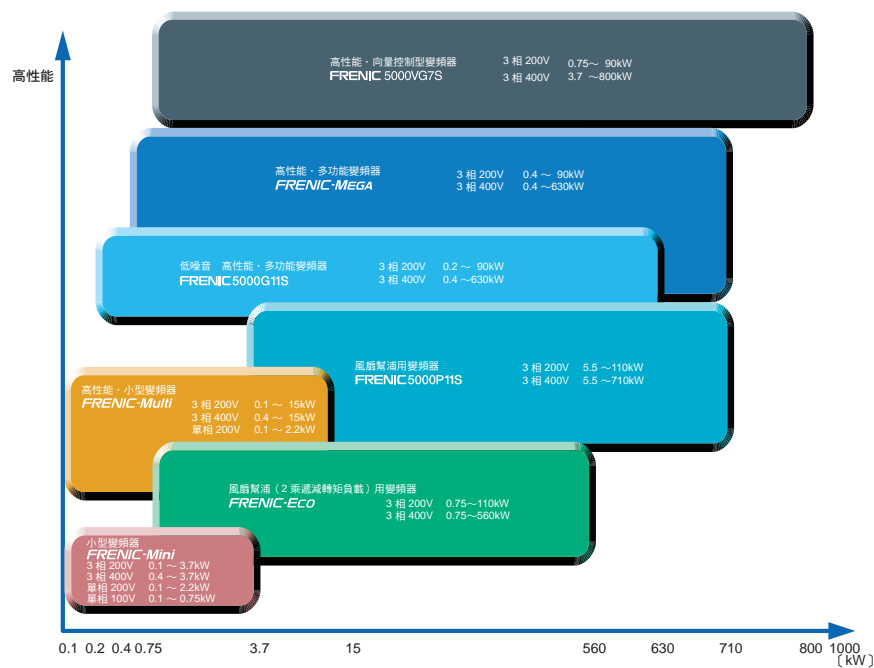 高性能
高性能・向量控制型變頻器 3 相 200V 0.75～ 90kW
FRENIC 5000VG7S 3 相 400V 3.7 ～800kW
高性能・多功能變頻器 3 相 200V 0.4 ～ 90kW
FRENIC-MEGA 3 相 400V 0.4 ～630kW
低噪音 高性能・多功能變頻器 3 相 200V 0.2 ～ 90kW
FRENIC5000G11S 3 相 400V 0.4 ～630kW
風扇幫浦用變頻器 3 相 200V 5.5 ～110kW
FRENIC5000P11S 3 相 400V 5.5 ～710kW
高性能・小型變頻器
FRENIC-Multi 3 相 200V 0.1 ～ 15kW
3 相 400V 0.4 ～ 15kW
單相 200V 0.1 ～ 2.2kW
風扇幫浦（2 乘遞減轉矩負載）用變頻器
FRENIC-ECO 3 相 200V 0.75～110kW
3 相 400V 0.75～560kW
小型變頻器
FRENIC-Mini
3 相 200V 0.1 ～ 3.7kW
3 相 400V 0.4 ～ 3.7kW
單相 200V 0.1 ～ 2.2kW
單相 100V 0.1 ～ 0.75kW
0.1 0.2 0.4 0.75 3.7 15 560 630 710 800 1000
〔kW〕